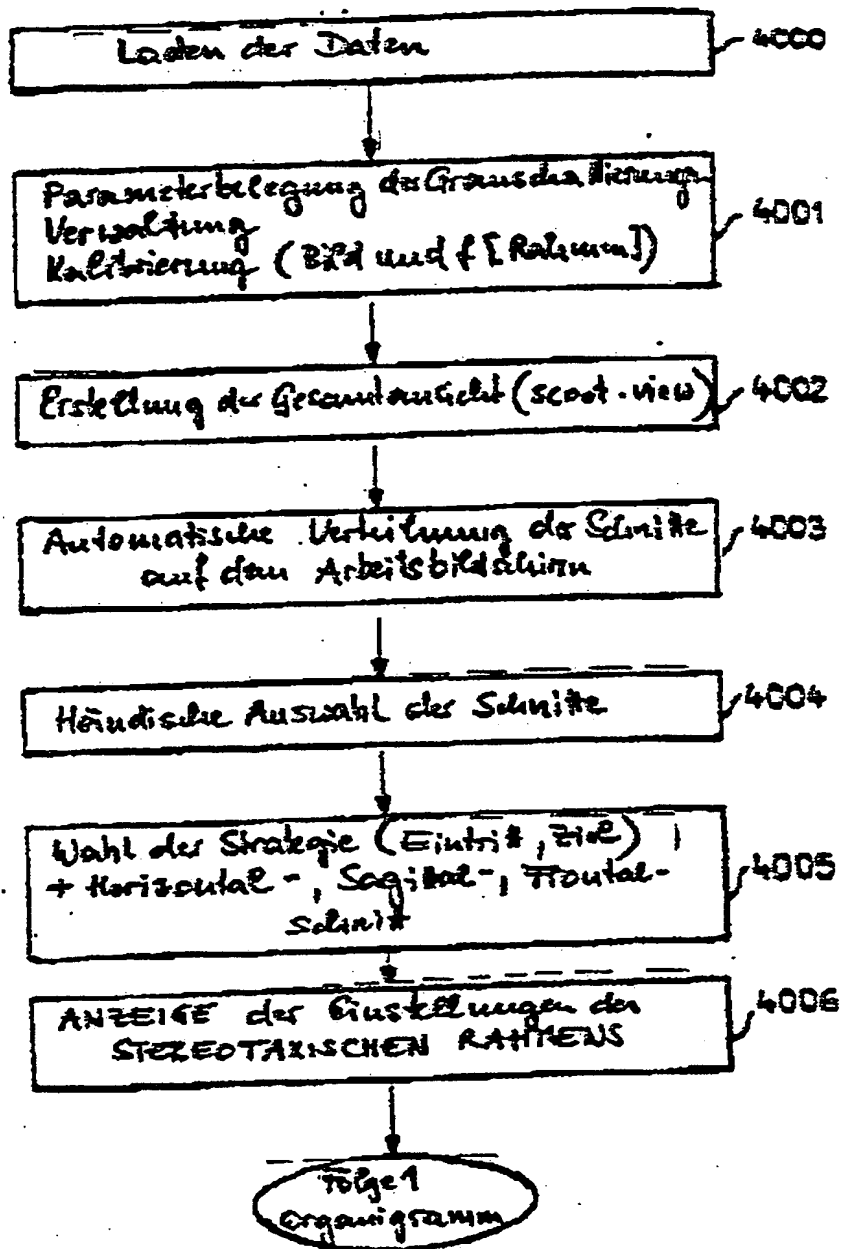 Laden der Daten
4000
Parameterbelegung der Grauschattierungen
Verwaltung
Kalibrierung (Bild und f [Rahmen])
4001
Erstellung der Gesamtansicht (scoot-view)
4002
Automatische Verteilung der Schnitte
auf dem Arbeitsbildschirm
4003
Händische Auswahl der Schnitte
4004
Wahl der Strategie (Eintritt, Ziel)
+ Horizontal-, Sagittal-, Frontal-
schnitt
4005
ANZEIGE der Einstellungen des
STEREOTAXISCHEN RAHMENS
4006
Folge 1
Organigramm